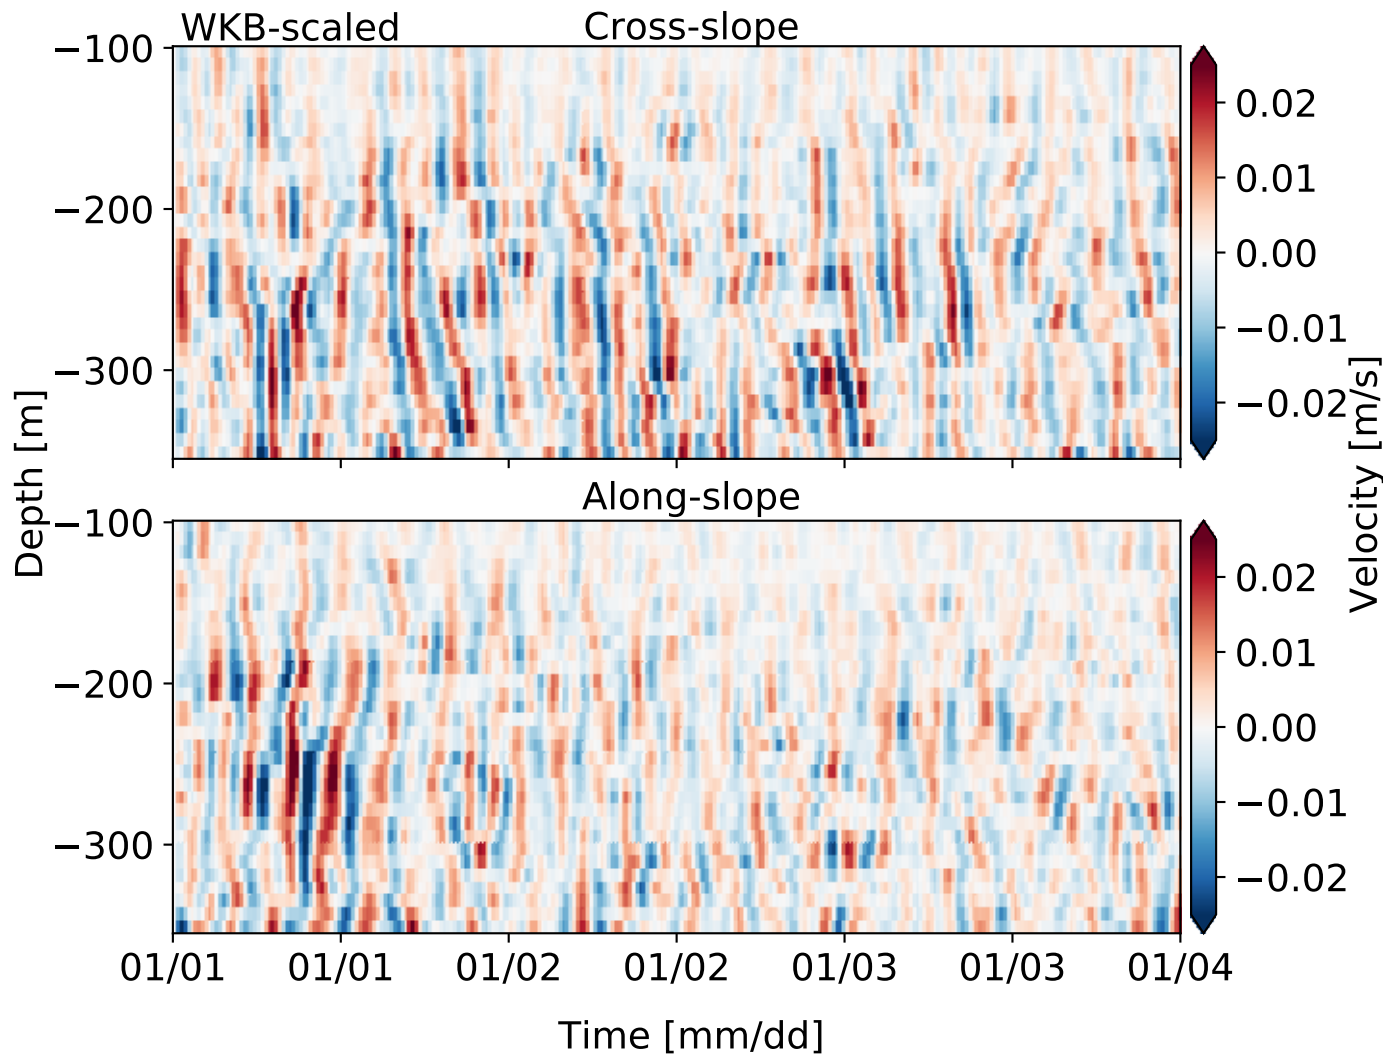 WKB-scaled Cross-slope
−100
−200
−300
0.02
0.01
0.00
−0.01
−0.02
Along-slope
−100
−200
−300
0.02
0.01
0.00
−0.01
−0.02
Depth [m]
Velocity [m/s]
01/01 01/01 01/02 01/02 01/03 01/03 01/04
Time [mm/dd]